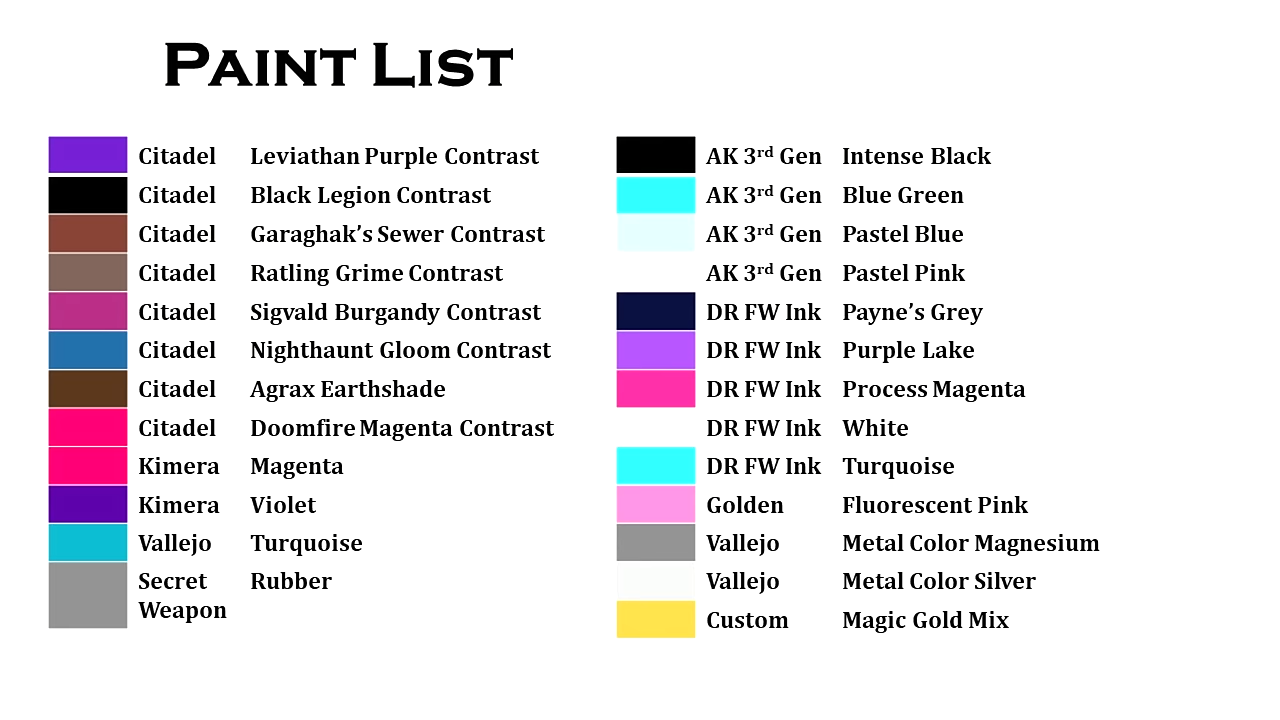 Paint List
Citadel Leviathan Purple Contrast
Citadel Black Legion Contrast
Citadel Garaghak’s Sewer Contrast
Citadel Ratling Grime Contrast
Citadel Sigvald Burgandy Contrast
Citadel Nighthaunt Gloom Contrast
Citadel Agrax Earthshade
Citadel Doomfire Magenta Contrast
Kimera Magenta
Kimera Violet
Vallejo Turquoise
Secret Rubber
Weapon
AK 3rd Gen Intense Black
AK 3rd Gen Blue Green
AK 3rd Gen Pastel Blue
AK 3rd Gen Pastel Pink
DR FW Ink Payne’s Grey
DR FW Ink Purple Lake
DR FW Ink Process Magenta
DR FW Ink White
DR FW Ink Turquoise
Golden Fluorescent Pink
Vallejo Metal Color Magnesium
Vallejo Metal Color Silver
Custom Magic Gold Mix